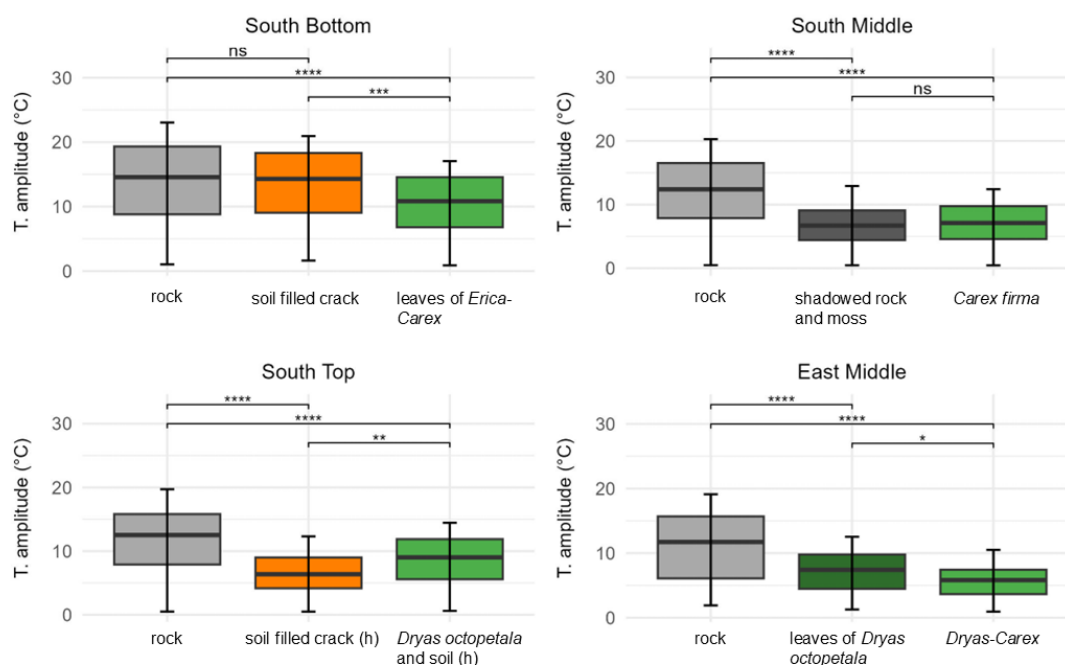 South Bottom
ns
****
***
T. amplitude (°C)
30
20
10
0
rock
soil filled crack
leaves of Erica-
Carex
South Middle
****
****
ns
T. amplitude (°C)
30
20
10
0
rock
shadowed rock
and moss
Carex firma
South Top
****
****
**
T. amplitude (°C)
30
20
10
0
rock
soil filled crack (h)
Dryas octopetala
and soil (h)
East Middle
****
****
*
T. amplitude (°C)
30
20
10
0
rock
leaves of Dryas
octopetala
Dryas-Carex